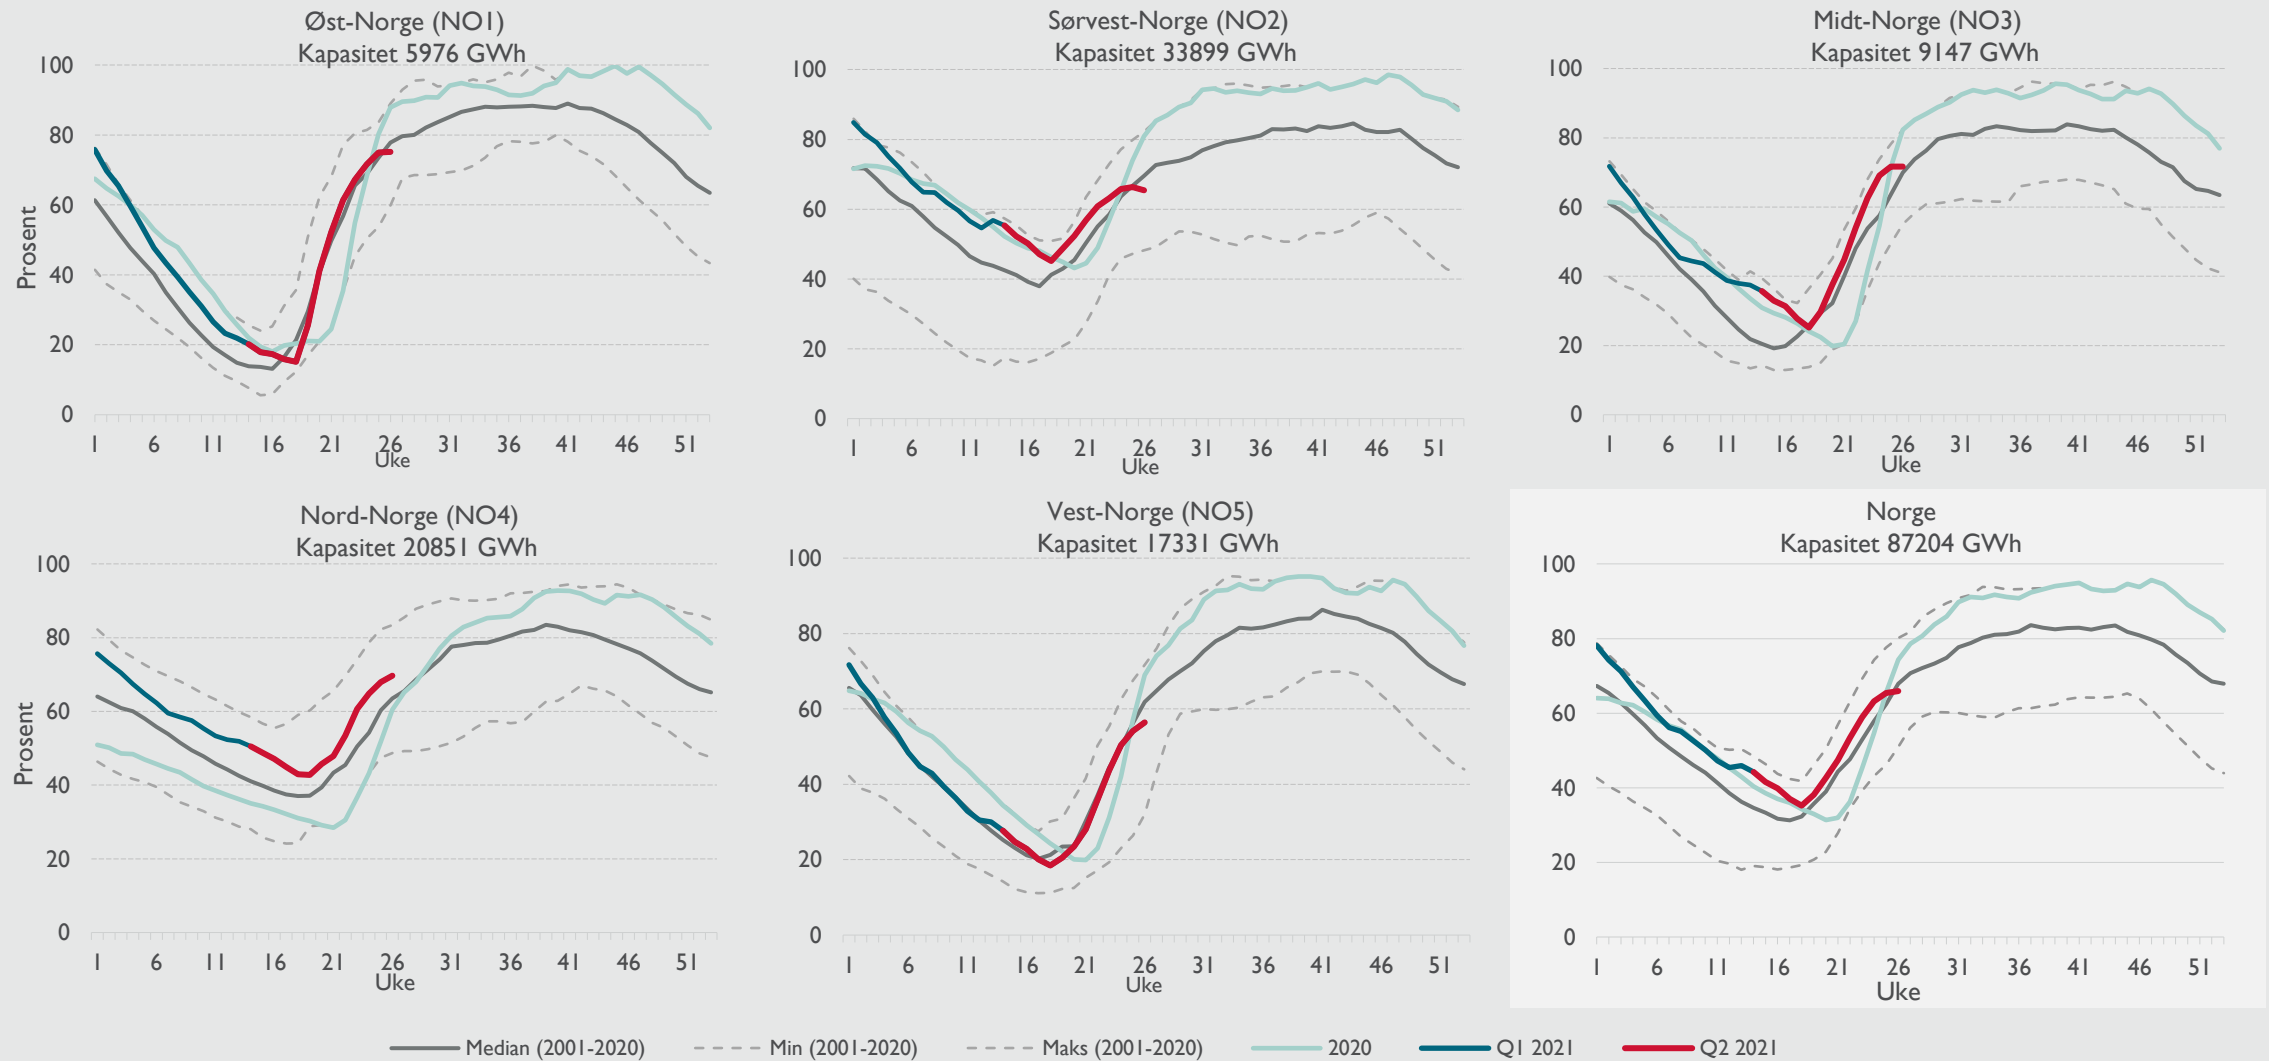 Øst-Norge (NO1)
Kapasitet 5976 GWh
100
80
60
40
20
0
Prosent
1 6 11 16 21 26 31 36 41 46 51
Uke
Sørvest-Norge (NO2)
Kapasitet 33899 GWh
100
80
60
40
20
0
1 6 11 16 21 26 31 36 41 46 51
Uke
Midt-Norge (NO3)
Kapasitet 9147 GWh
100
80
60
40
20
0
1 6 11 16 21 26 31 36 41 46 51
Uke
Nord-Norge (NO4)
Kapasitet 20851 GWh
100
80
60
40
20
0
Prosent
1 6 11 16 21 26 31 36 41 46 51
Uke
Vest-Norge (NO5)
Kapasitet 17331 GWh
100
80
60
40
20
0
1 6 11 16 21 26 31 36 41 46 51
Uke
Norge
Kapasitet 87204 GWh
100
80
60
40
20
0
1 6 11 16 21 26 31 36 41 46 51
Uke
Median (2001-2020) Min (2001-2020) Maks (2001-2020) 2020 Q1 2021 Q2 2021